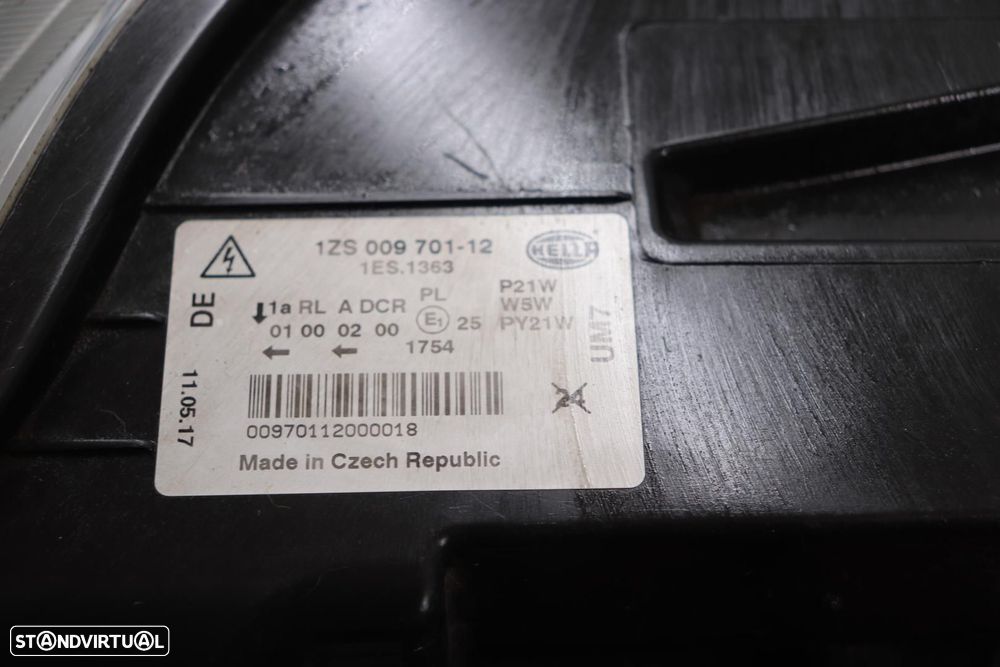 1ZS 009 701-12
HELLA
1ES.1363
DE
1a RL A DCR PL P21W
01 00 02 00 E1 25 W5W
1754 PY21W
UM7
24
11.05.17
00970112000018
Made in Czech Republic
STANDVIRTUAL